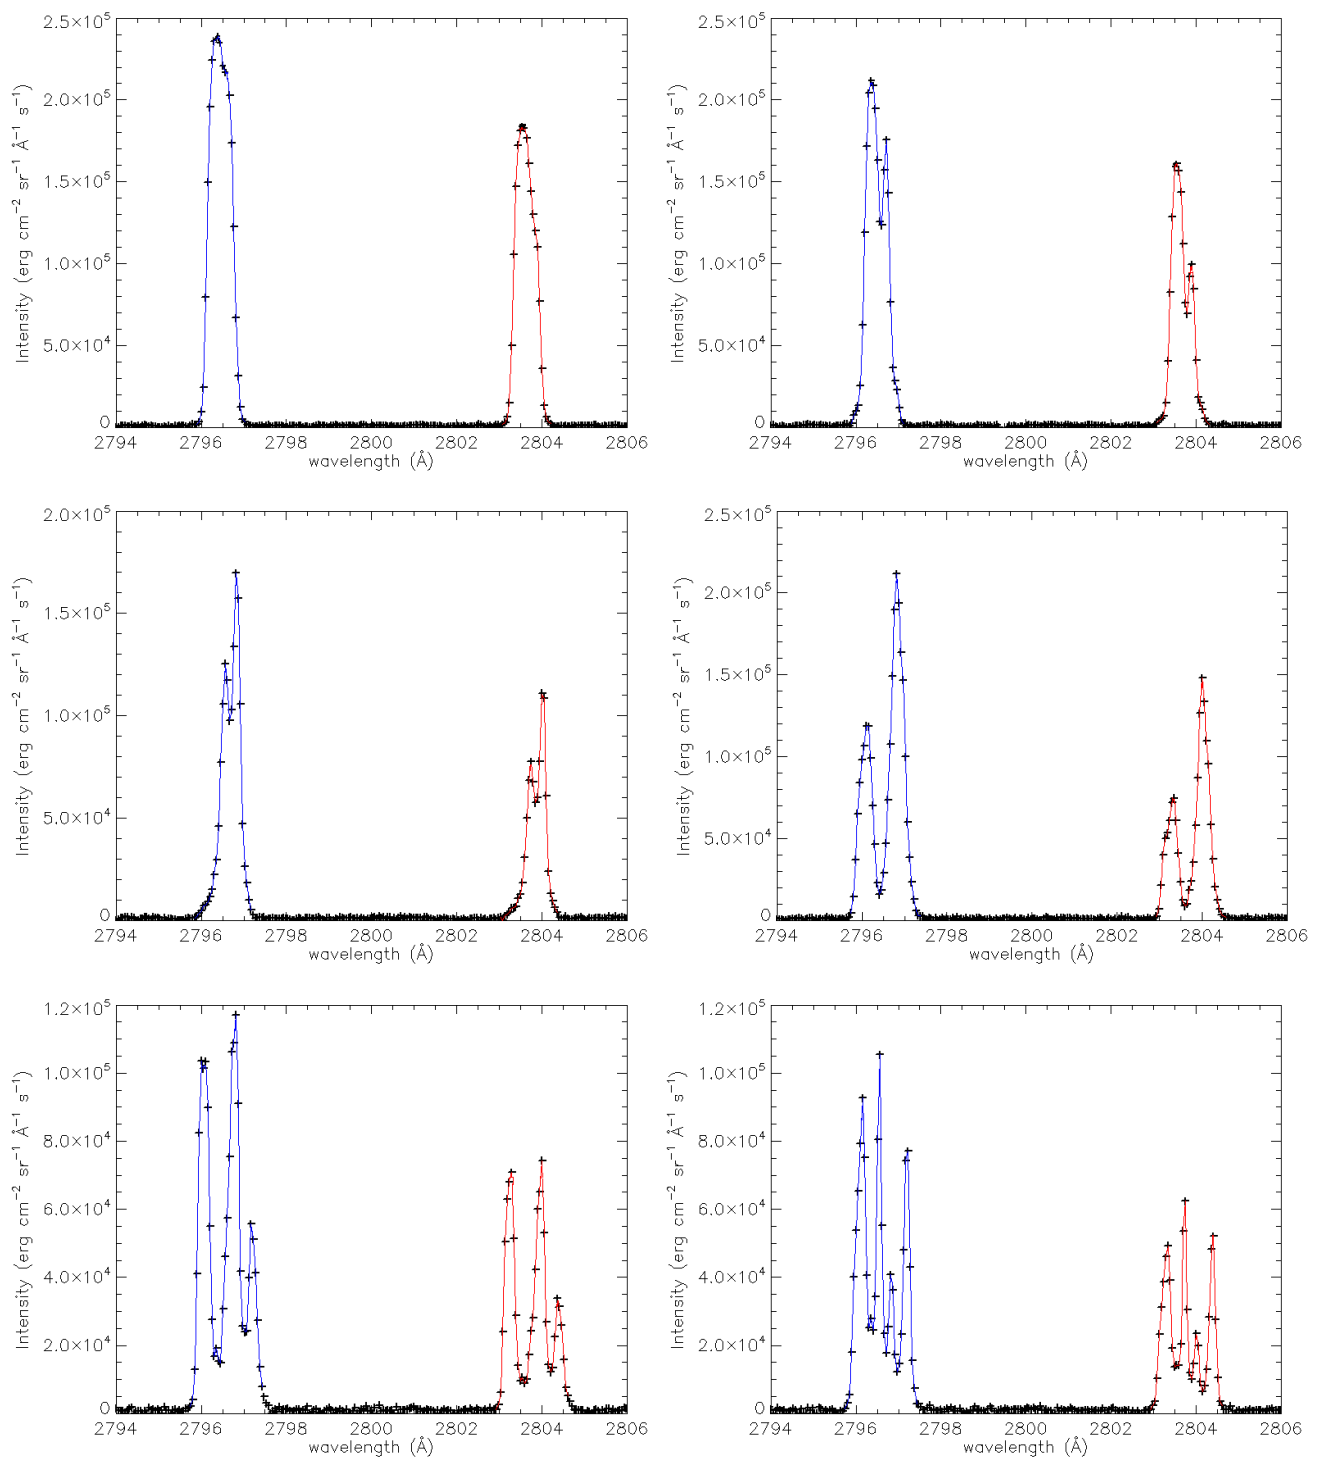 2.5×10⁵
2.0×10⁵
1.5×10⁵
1.0×10⁵
5.0×10⁴
0
Intensity (erg cm⁻² sr⁻¹ Å⁻¹ s⁻¹)
2794 2796 2798 2800 2802 2804 2806
wavelength (Å)
2.5×10⁵
2.0×10⁵
1.5×10⁵
1.0×10⁵
5.0×10⁴
0
Intensity (erg cm⁻² sr⁻¹ Å⁻¹ s⁻¹)
2794 2796 2798 2800 2802 2804 2806
wavelength (Å)
2.0×10⁵
1.5×10⁵
1.0×10⁵
5.0×10⁴
0
Intensity (erg cm⁻² sr⁻¹ Å⁻¹ s⁻¹)
2794 2796 2798 2800 2802 2804 2806
wavelength (Å)
2.5×10⁵
2.0×10⁵
1.5×10⁵
1.0×10⁵
5.0×10⁴
0
Intensity (erg cm⁻² sr⁻¹ Å⁻¹ s⁻¹)
2794 2796 2798 2800 2802 2804 2806
wavelength (Å)
1.2×10⁵
1.0×10⁵
8.0×10⁴
6.0×10⁴
4.0×10⁴
2.0×10⁴
0
Intensity (erg cm⁻² sr⁻¹ Å⁻¹ s⁻¹)
2794 2796 2798 2800 2802 2804 2806
wavelength (Å)
1.2×10⁵
1.0×10⁵
8.0×10⁴
6.0×10⁴
4.0×10⁴
2.0×10⁴
0
Intensity (erg cm⁻² sr⁻¹ Å⁻¹ s⁻¹)
2794 2796 2798 2800 2802 2804 2806
wavelength (Å)